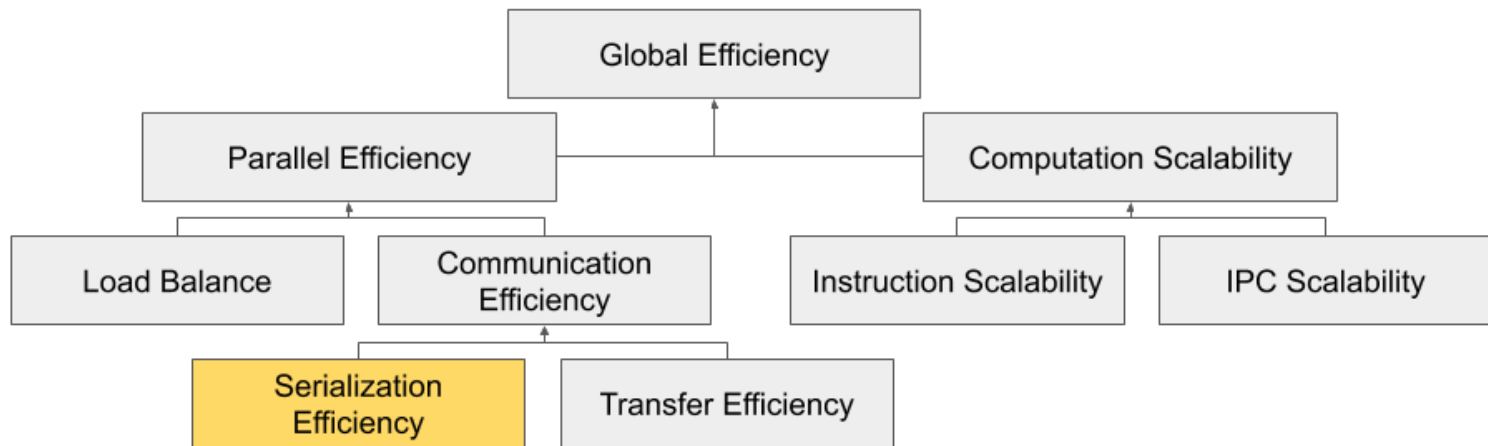 Global Efficiency
Parallel Efficiency
Computation Scalability
Load Balance
Communication
Efficiency
Instruction Scalability
IPC Scalability
Serialization
Efficiency
Transfer Efficiency